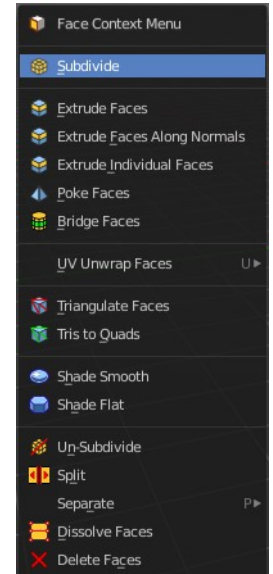 Face Context Menu
Subdivide
Extrude Faces
Extrude Faces Along Normals
Extrude Individual Faces
Poke Faces
Bridge Faces
UV Unwrap Faces U▶
Triangulate Faces
Tris to Quads
Shade Smooth
Shade Flat
Un-Subdivide
Split
Separate P▶
Dissolve Faces
Delete Faces